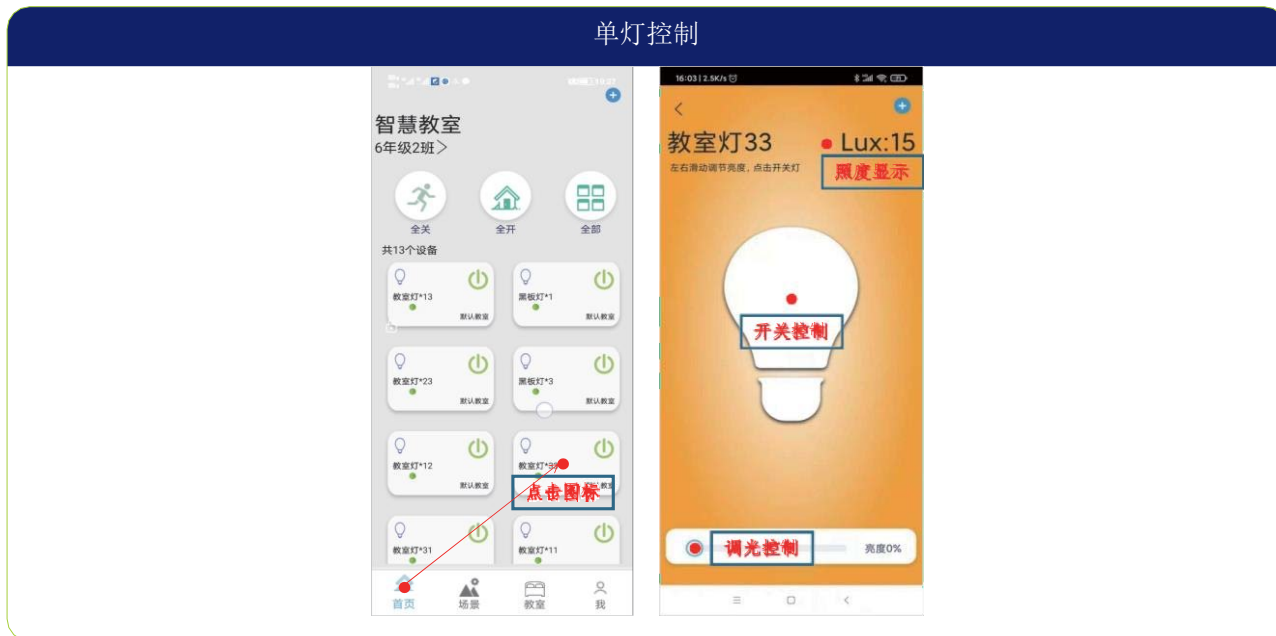 单灯控制
智慧教室
6年级2班>
全关
全开
全部
共13个设备
教室灯*13
默认教室
黑板灯*1
默认教室
教室灯*23
默认教室
黑板灯*3
默认教室
教室灯*12
默认教室
点击图标
教室灯*31
教室灯*11
首页
场景
教室
我
16:03 | 2.5K/s
教室灯33
Lux:15
左右滑动调节亮度, 点击开关灯
照度显示
开关控制
调光控制
亮度0%